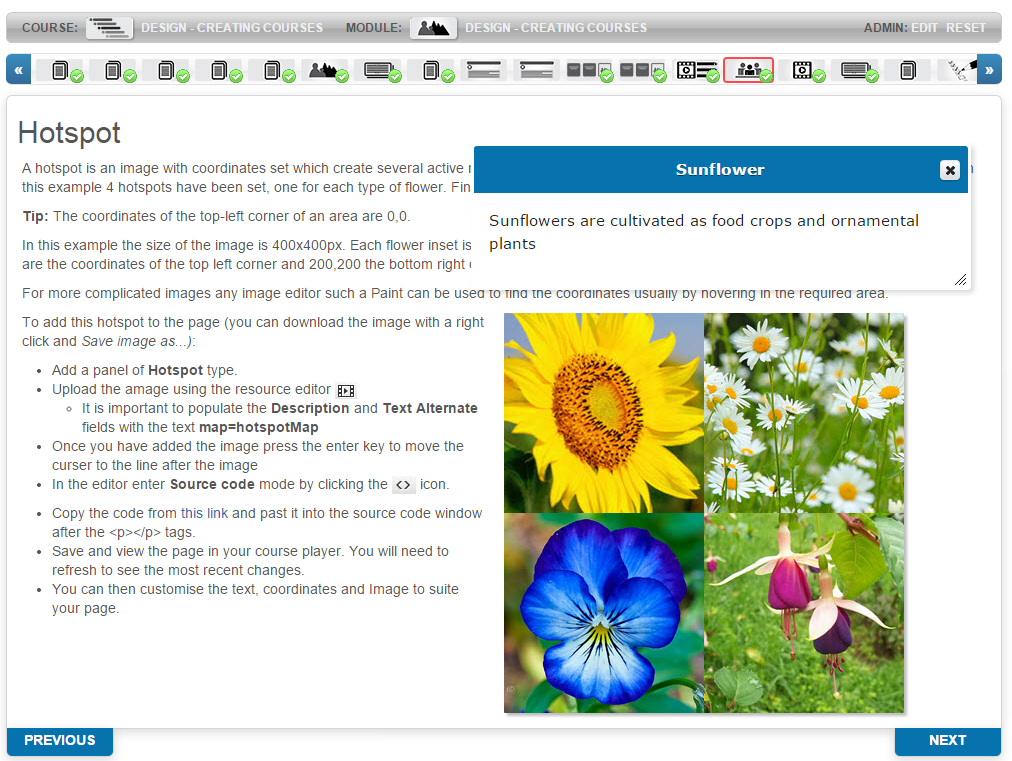 COURSE: DESIGN - CREATING COURSES MODULE: DESIGN - CREATING COURSES ADMIN: EDIT RESET
« »
Hotspot
A hotspot is an image with coordinates set which create several active
this example 4 hotspots have been set, one for each type of flower. Fin
Tip: The coordinates of the top-left corner of an area are 0,0.
In this example the size of the image is 400x400px. Each flower inset is
are the coordinates of the top left corner and 200,200 the bottom right
For more complicated images any image editor such a Paint can be used to find the coordinates usually by hovering in the required area.
Sunflower
Sunflowers are cultivated as food crops and ornamental
plants
To add this hotspot to the page (you can download the image with a right
click and Save image as...):
• Add a panel of Hotspot type.
• Upload the amage using the resource editor
◦ It is important to populate the Description and Text Alternate
fields with the text map=hotspotMap
• Once you have added the image press the enter key to move the
curser to the line after the image
• In the editor enter Source code mode by clicking the <> icon.
• Copy the code from this link and past it into the source code window
after the <p></p> tags.
• Save and view the page in your course player. You will need to
refresh to see the most recent changes.
• You can then customise the text, coordinates and Image to suite
your page.
PREVIOUS NEXT